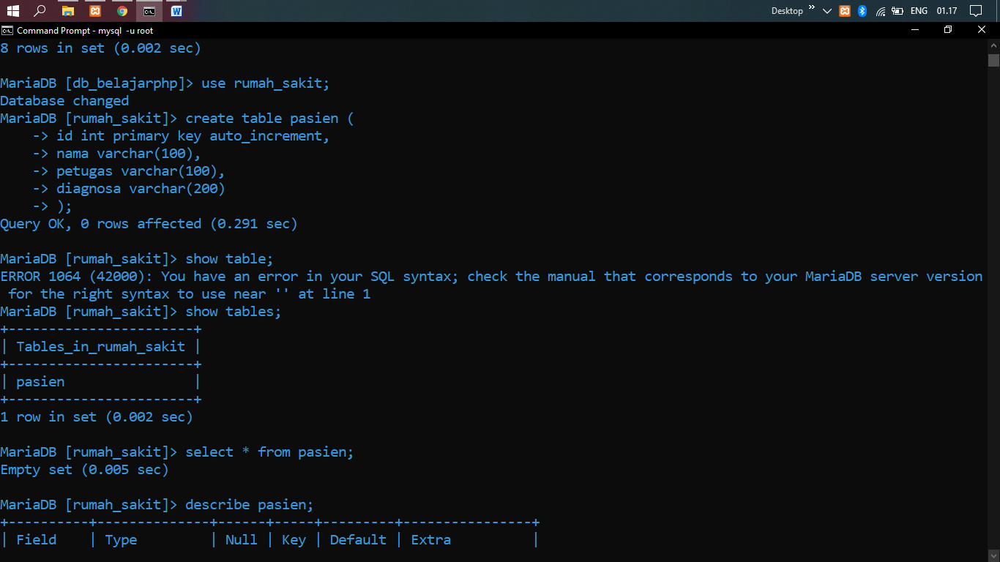 Desktop » ENG 01.17
Command Prompt - mysql -u root
8 rows in set (0.002 sec)
MariaDB [db_belajarphp]> use rumah_sakit;
Database changed
MariaDB [rumah_sakit]> create table pasien (
    -> id int primary key auto_increment,
    -> nama varchar(100),
    -> petugas varchar(100),
    -> diagnosa varchar(200)
    -> );
Query OK, 0 rows affected (0.291 sec)
MariaDB [rumah_sakit]> show table;
ERROR 1064 (42000): You have an error in your SQL syntax; check the manual that corresponds to your MariaDB server version
 for the right syntax to use near '' at line 1
MariaDB [rumah_sakit]> show tables;
+-----------------------+
| Tables_in_rumah_sakit |
+-----------------------+
| pasien                |
+-----------------------+
1 row in set (0.002 sec)
MariaDB [rumah_sakit]> select * from pasien;
Empty set (0.005 sec)
MariaDB [rumah_sakit]> describe pasien;
+----------+--------------+------+-----+---------+----------------+
| Field    | Type         | Null | Key | Default | Extra          |